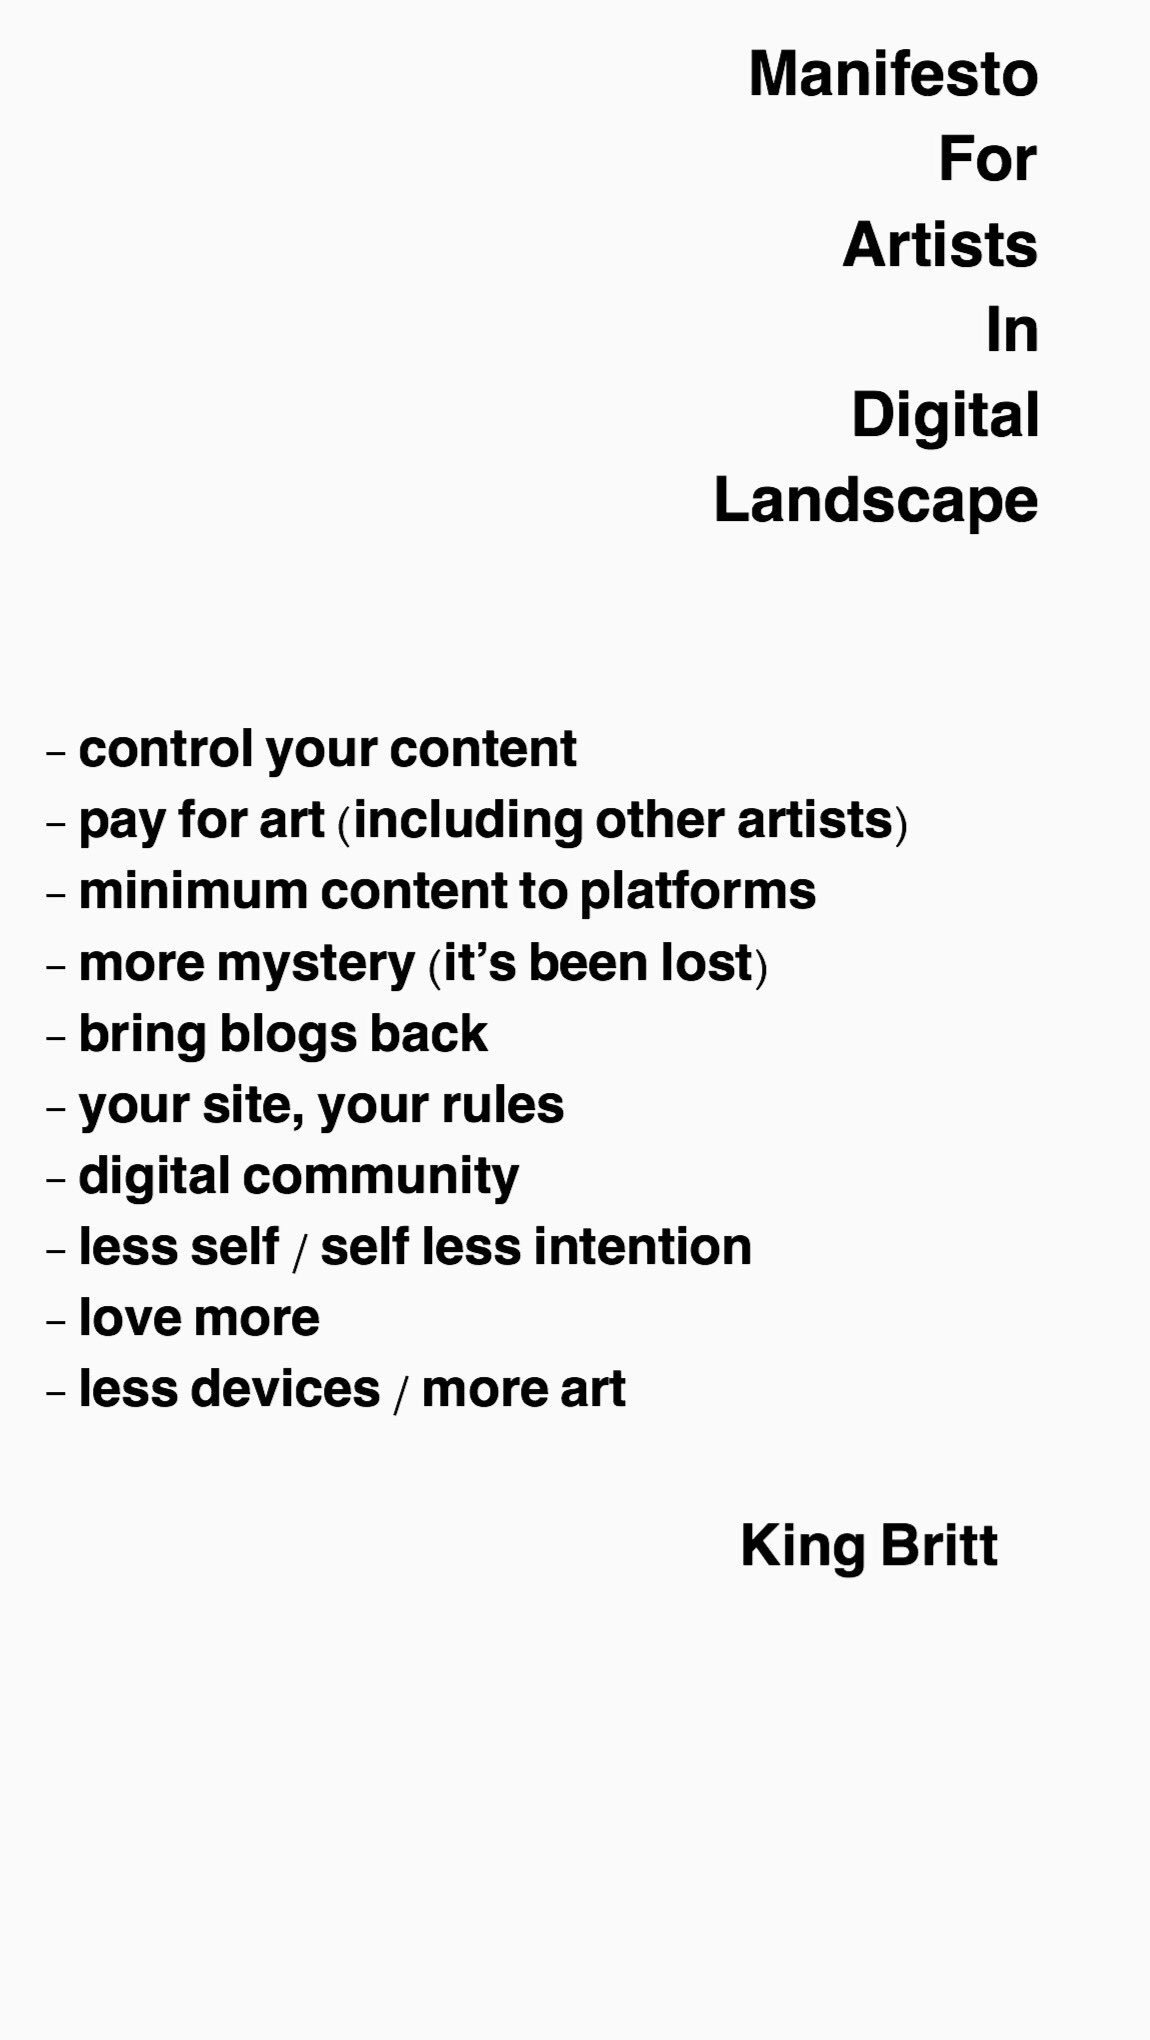 Manifesto
For
Artists
In
Digital
Landscape
– control your content
– pay for art (including other artists)
– minimum content to platforms
– more mystery (it’s been lost)
– bring blogs back
– your site, your rules
– digital community
– less self / self less intention
– love more
– less devices / more art
King Britt